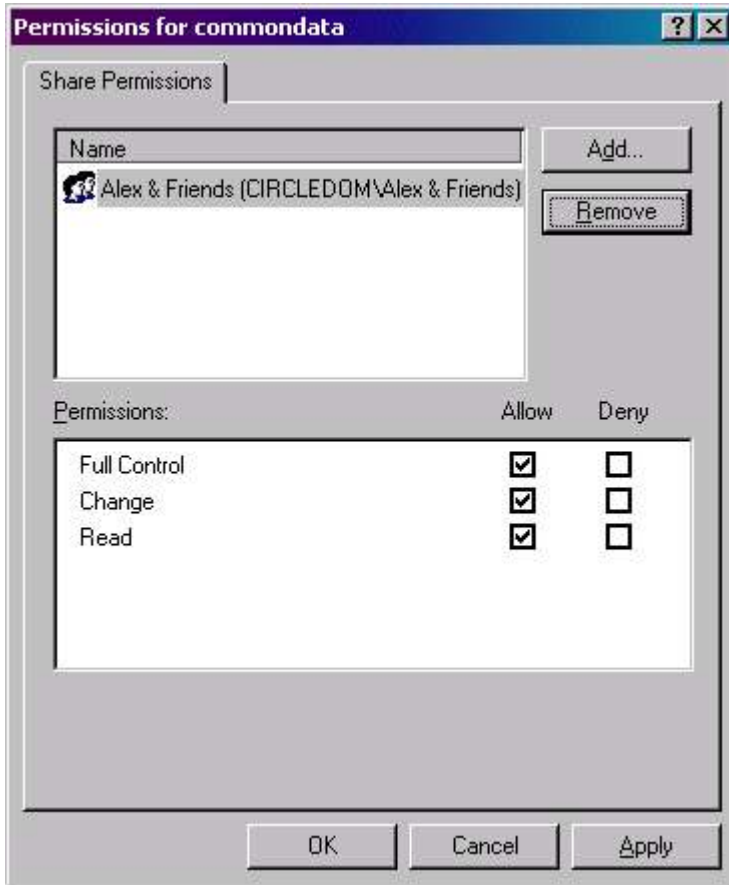 Permissions for commondata
Share Permissions
Name
Add...
Alex & Friends (CIRCLEDOM\Alex & Friends)
Remove
Permissions: Allow Deny
Full Control
Change
Read
OK Cancel Apply